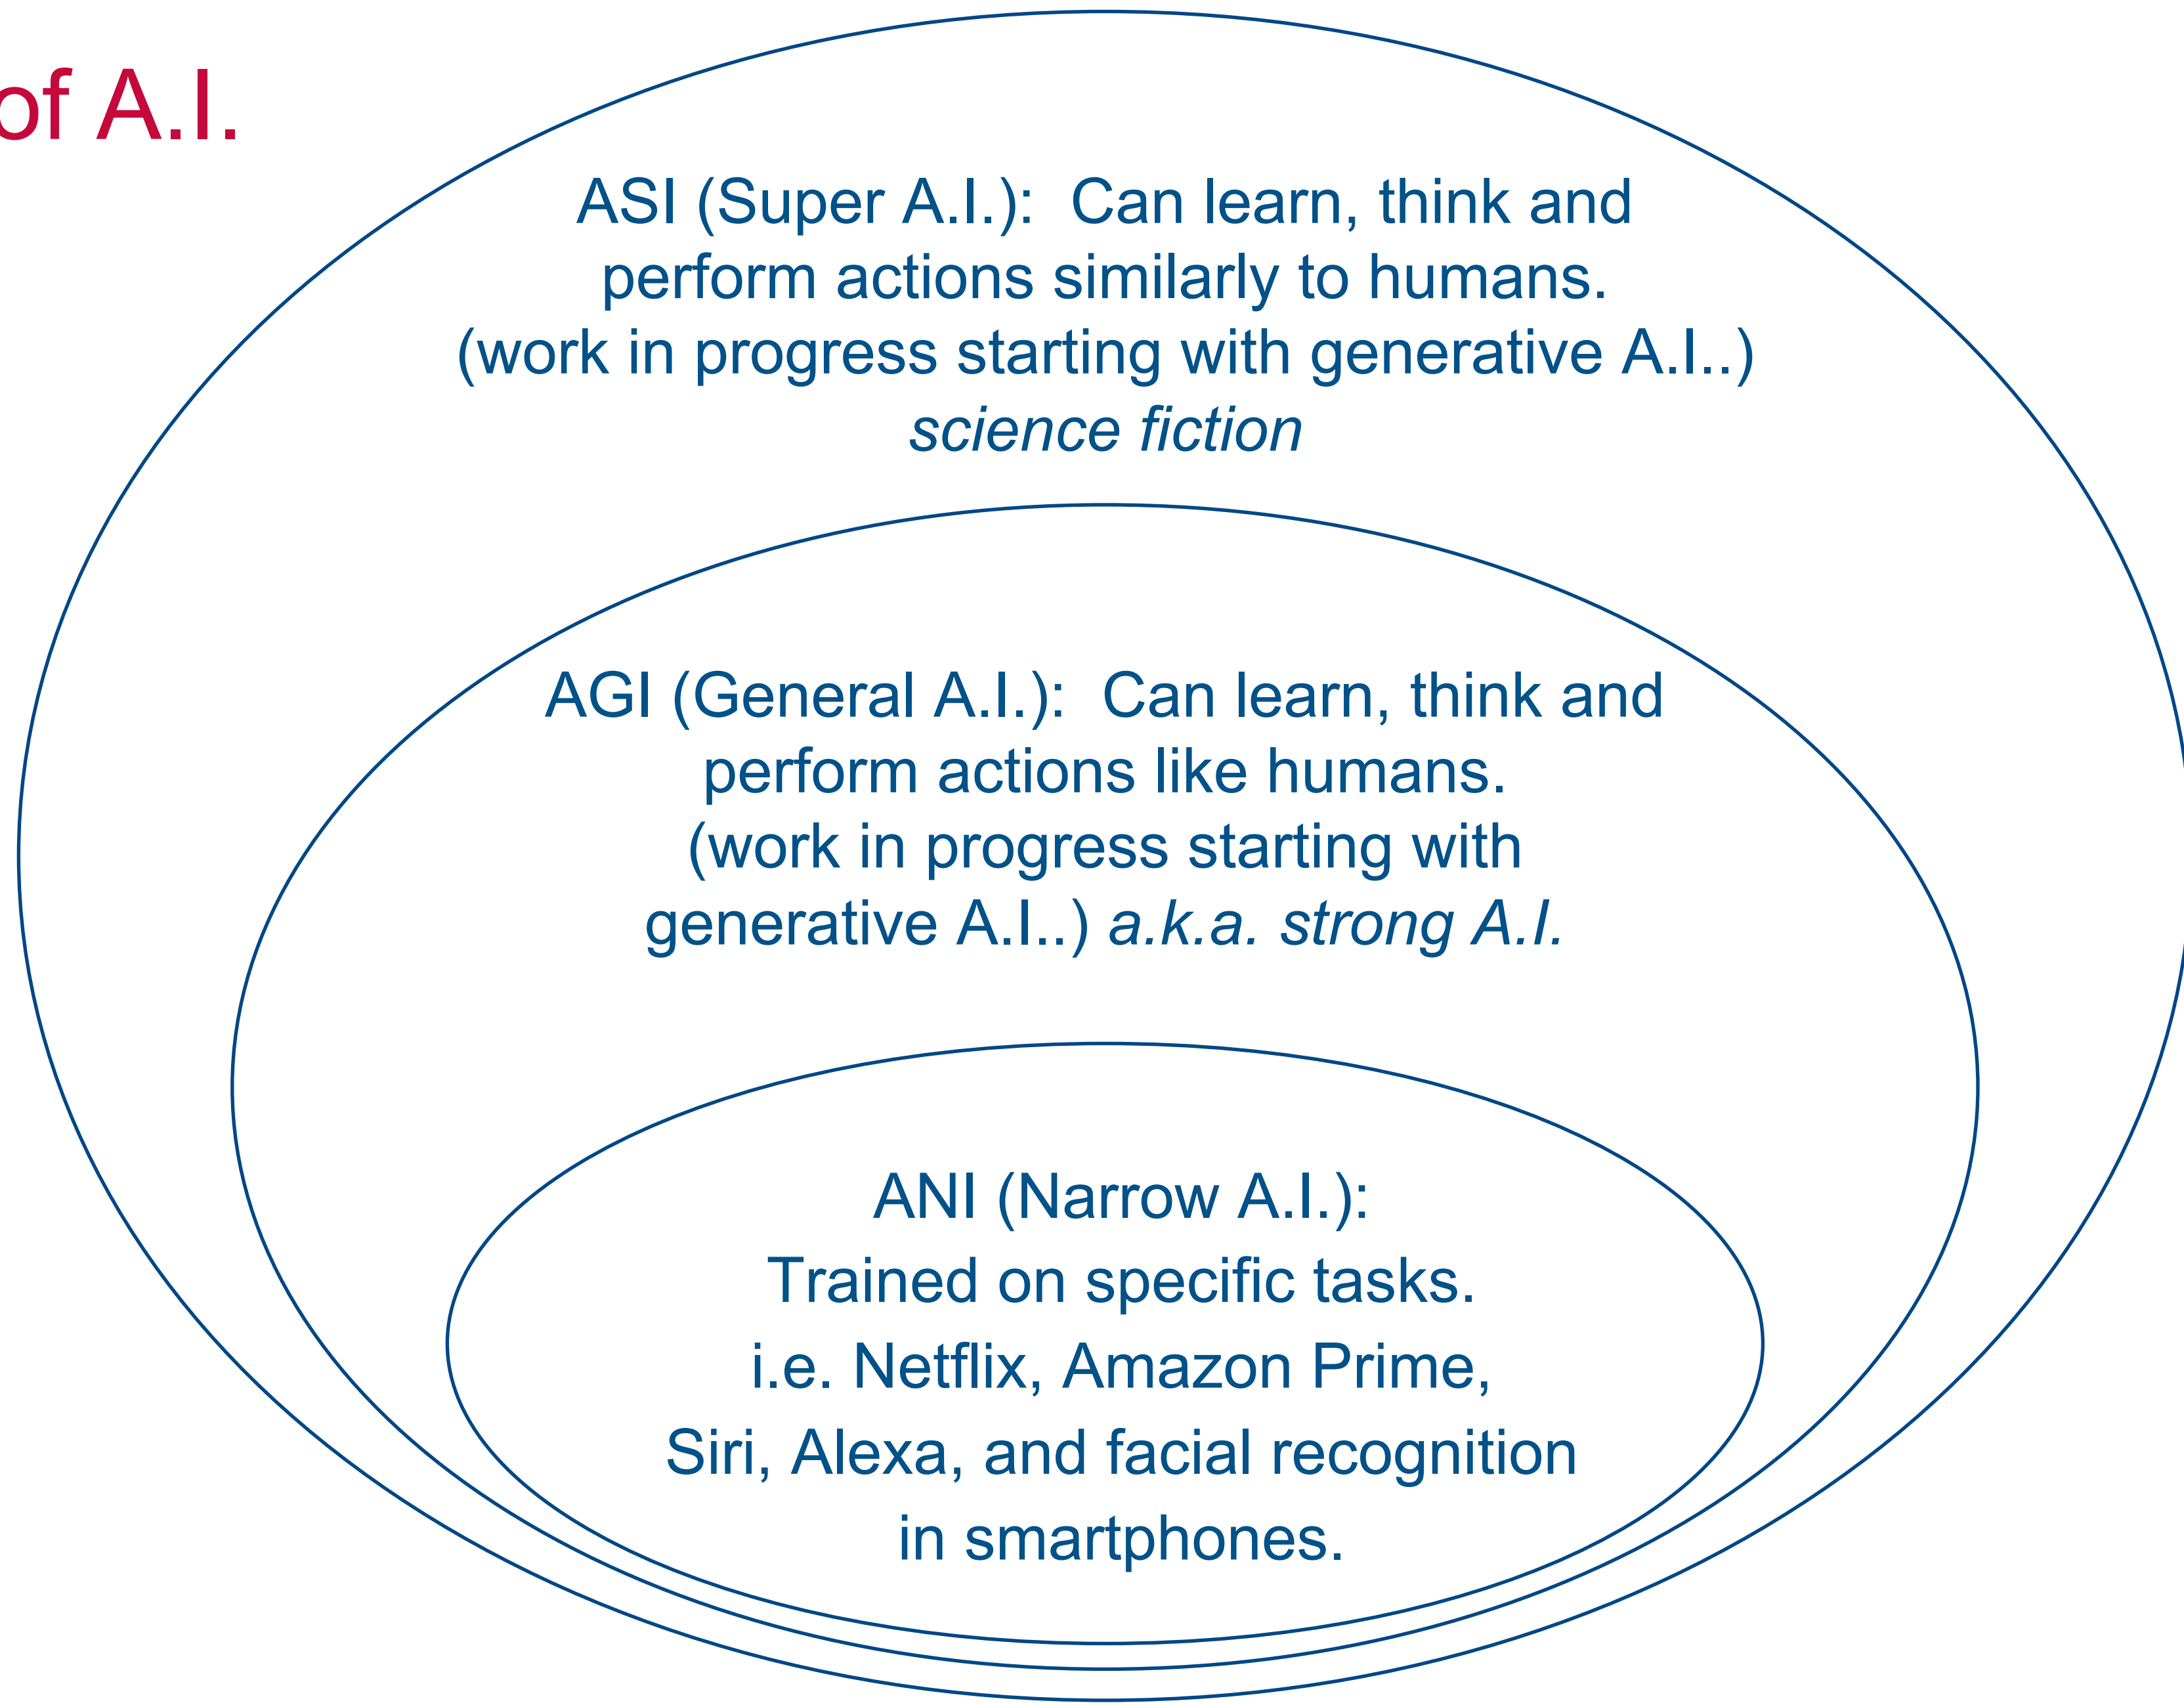 of A.I.
ASI (Super A.I.): Can learn, think and
perform actions similarly to humans.
(work in progress starting with generative A.I..)
science fiction
AGI (General A.I.): Can learn, think and
perform actions like humans.
(work in progress starting with
generative A.I..) a.k.a. strong A.I.
ANI (Narrow A.I.):
Trained on specific tasks.
i.e. Netflix, Amazon Prime,
Siri, Alexa, and facial recognition
in smartphones.